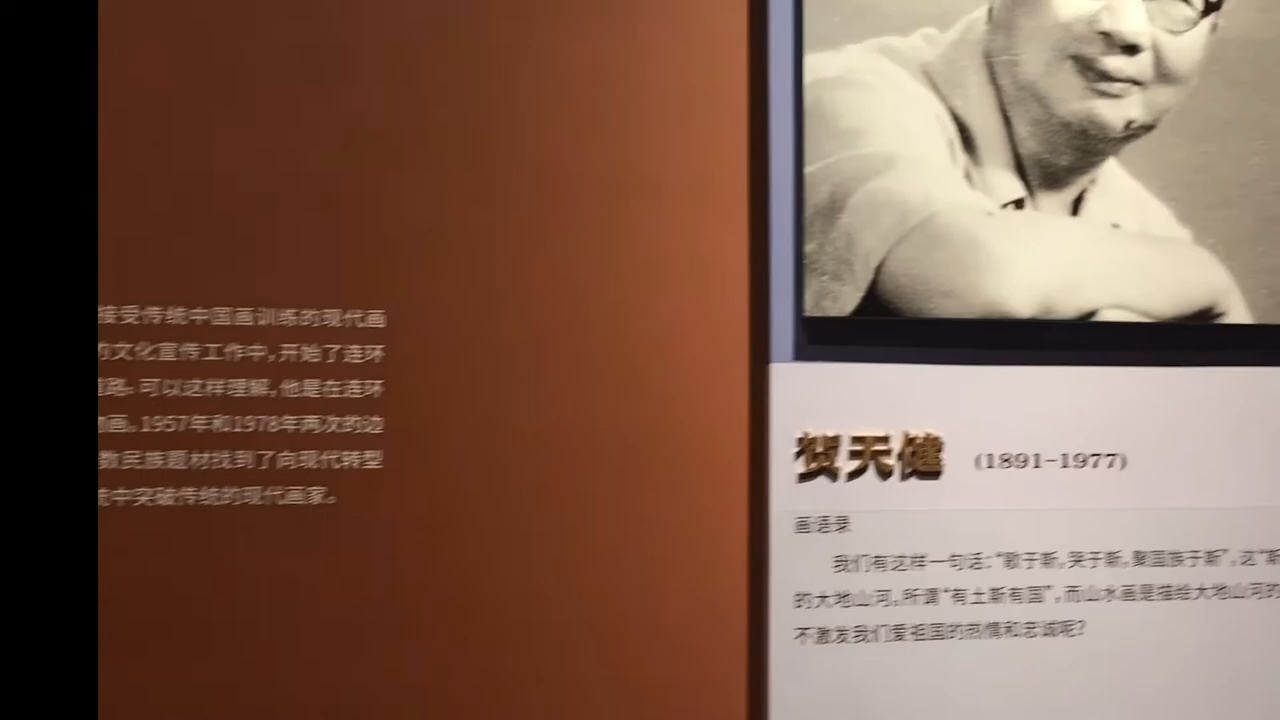 接受传统中国画训练的现代画
的文化宣传工作中,开始了连环
道路。可以这样理解,他是在连环
画。1957年和1978年两次的边
数民族题材找到了向现代转型
统中突破传统的现代画家。
贺天健 (1891-1977)
画语录
我们有这样一句话:“歌于斯,哭于斯,聚国族于斯”,这“斯
的大地山河,所谓“有土斯有国”,而山水画是描绘大地山河的
不激发我们爱祖国的热情和忠诚呢?